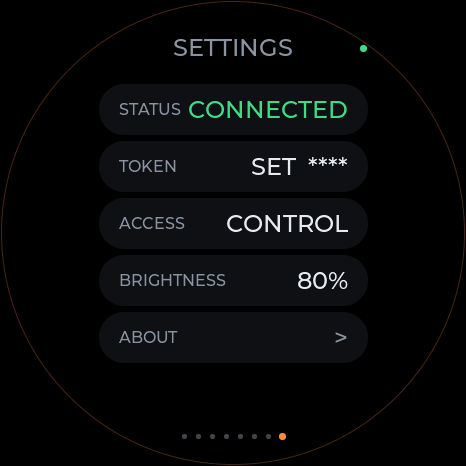 SETTINGS
STATUS CONNECTED
TOKEN SET ****
ACCESS CONTROL
BRIGHTNESS 80%
ABOUT >